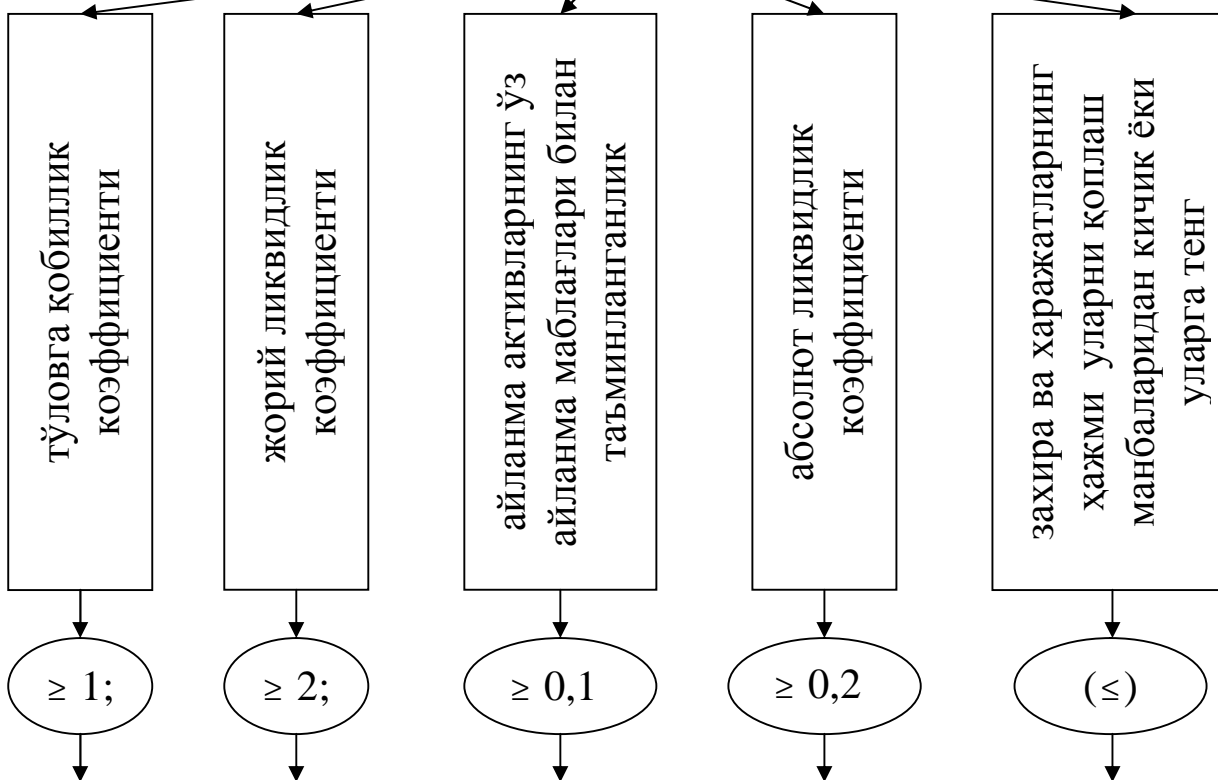 тўловга қобиллик
коэффициенти
жорий ликвидлик
коэффициенти
айланма активларнинг ўз
айланма маблағлари билан
таъминланганлик
абсолют ликвидлик
коэффициенти
захира ва харажатларнинг
ҳажми уларни қоплаш
манбаларидан кичик ёки
уларга тенг
≥ 1;
≥ 2;
≥ 0,1
≥ 0,2
(≤)